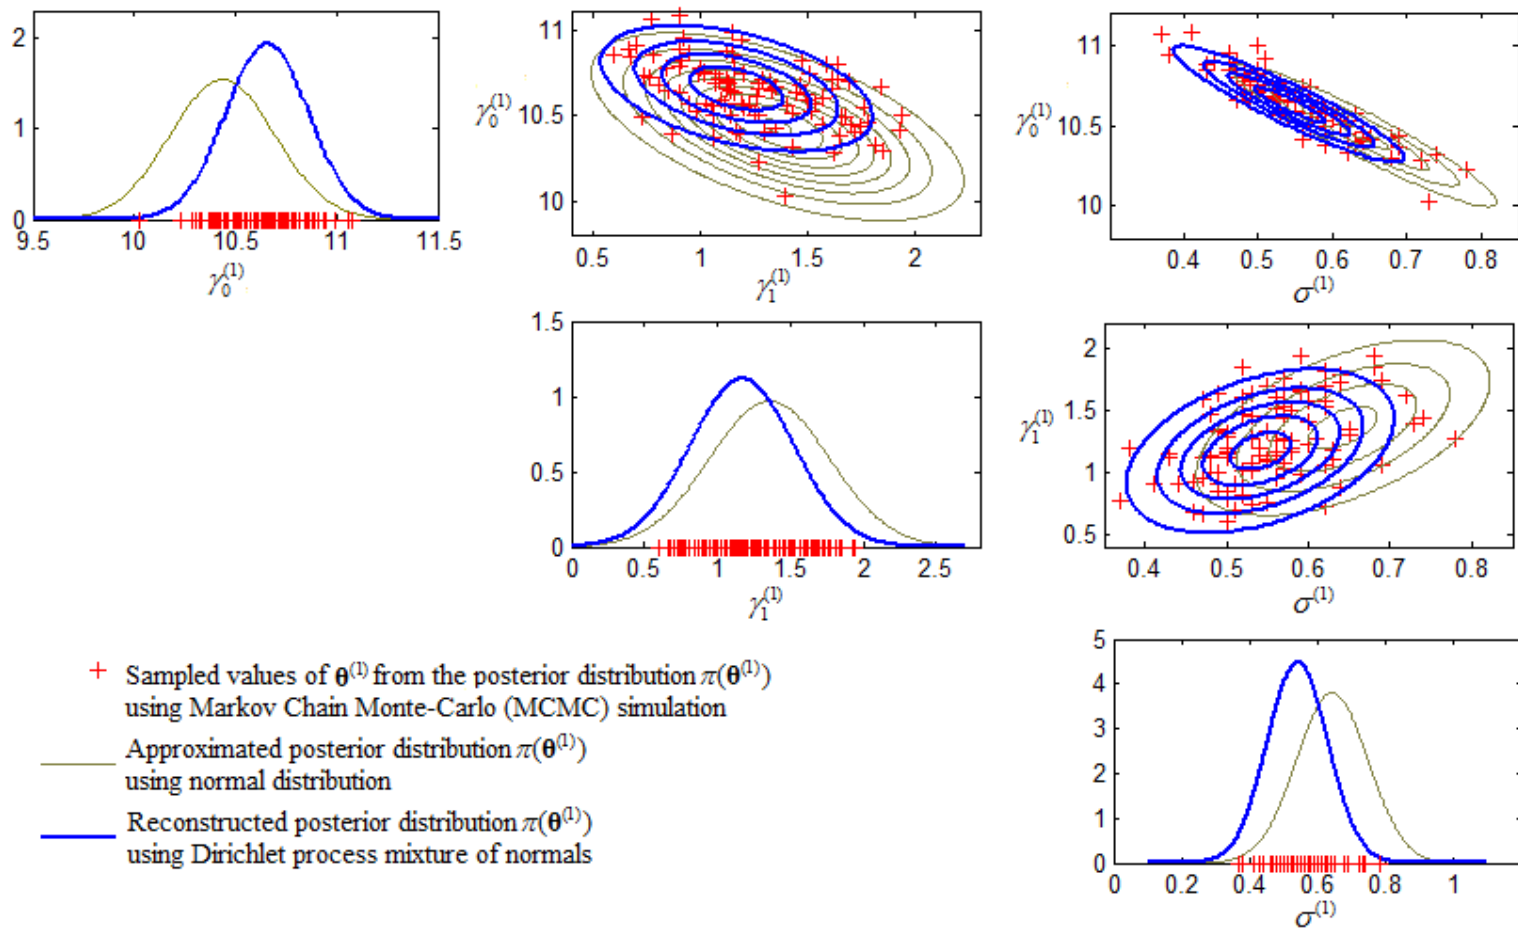 2
1
0
9.5 10 10.5 11 11.5
γ₀⁽¹⁾
11
γ₀⁽¹⁾ 10.5
10
0.5 1 1.5 2
γ₁⁽¹⁾
11
γ₀⁽¹⁾ 10.5
10
0.4 0.5 0.6 0.7 0.8
σ⁽¹⁾
1.5
1
0.5
0
0 0.5 1 1.5 2 2.5
γ₁⁽¹⁾
2
1.5
γ₁⁽¹⁾
1
0.5
0.4 0.5 0.6 0.7 0.8
σ⁽¹⁾
Sampled values of θ⁽¹⁾ from the posterior distribution π(θ⁽¹⁾)
using Markov Chain Monte-Carlo (MCMC) simulation
Approximated posterior distribution π(θ⁽¹⁾)
using normal distribution
Reconstructed posterior distribution π(θ⁽¹⁾)
using Dirichlet process mixture of normals
5
4
3
2
1
0
0 0.2 0.4 0.6 0.8 1
σ⁽¹⁾